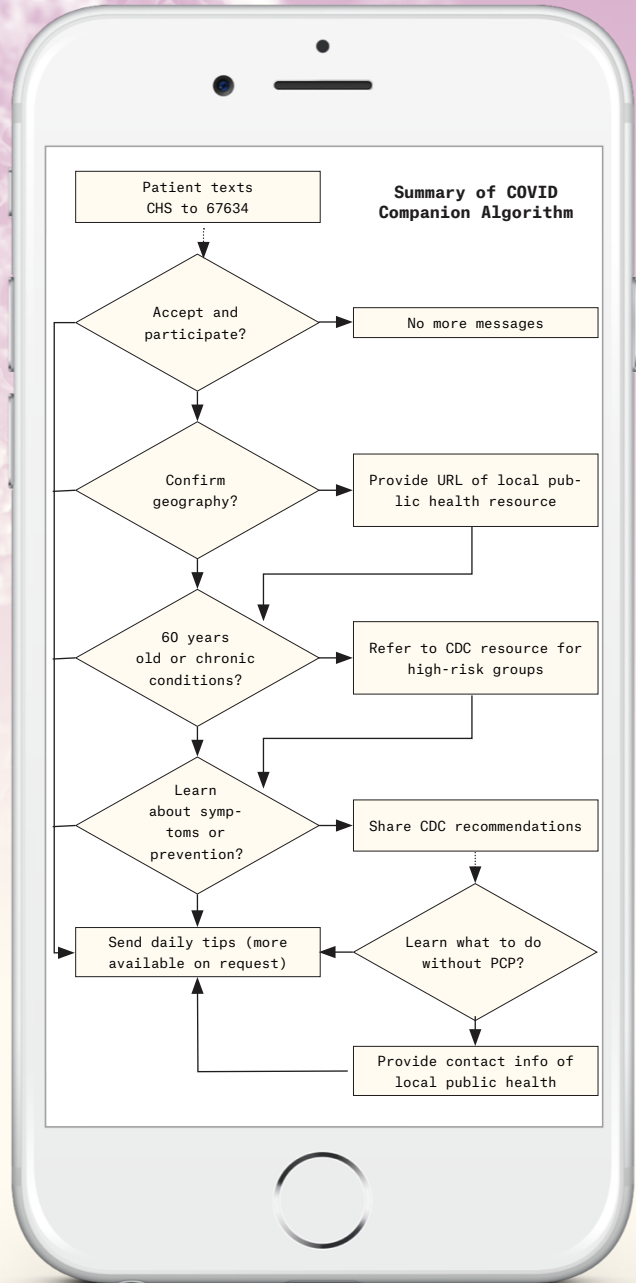 Patient texts
CHS to 67634
Summary of COVID
Companion Algorithm
Accept and
participate?
No more messages
Confirm
geography?
Provide URL of local pub-
lic health resource
60 years
old or chronic
conditions?
Refer to CDC resource for
high-risk groups
Learn
about symp-
toms or
prevention?
Share CDC recommendations
Send daily tips (more
available on request)
Learn what to do
without PCP?
Provide contact info of
local public health